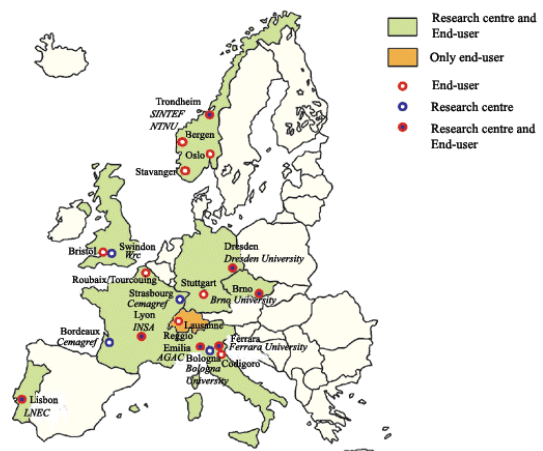 Research centre and
End-user
Only end-user
End-user
Research centre
Research centre and
End-user
Trondheim
SINTEF
NTNU
Bergen
Oslo
Stavanger
Bristol
Swindon
Wrc
Roubaix/Tourcouing
Dresden
Dresden University
Stuttgart
Brno
Brno University
Strasbourg
Cemagref
Lyon
INSA
Lausanne
Bordeaux
Cemagref
Reggio
Emilia
AGAC
Ferrara
Ferrara University
Bologna
Bologna
University
Codigoro
Lisbon
LNEC